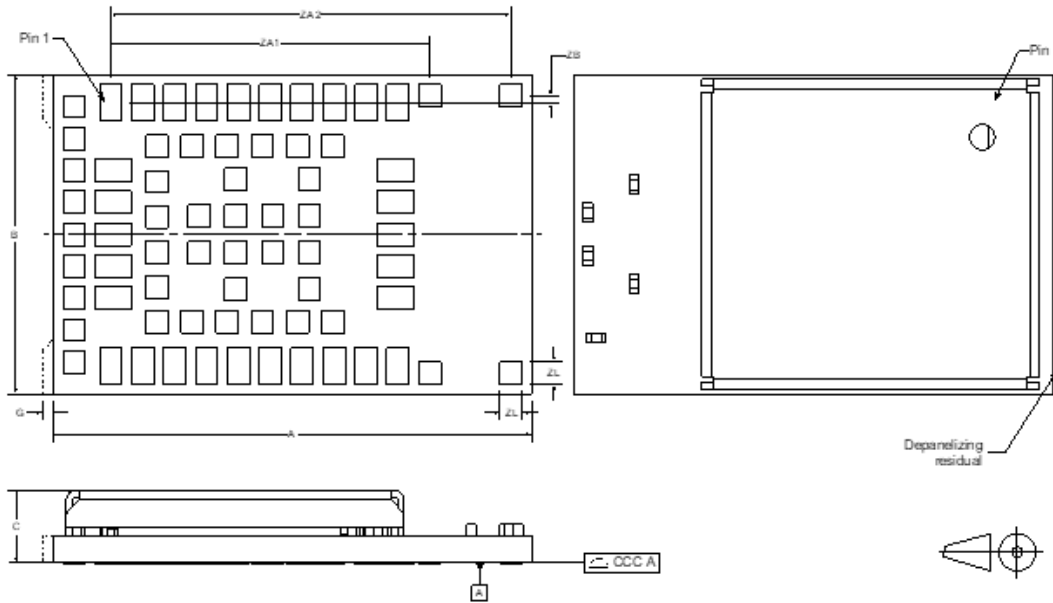 ZA2
Pin 1
ZA1
ZB
Pin
B
ZL
G
ZL
A
Depanelizing
residual
C
CCC A
A